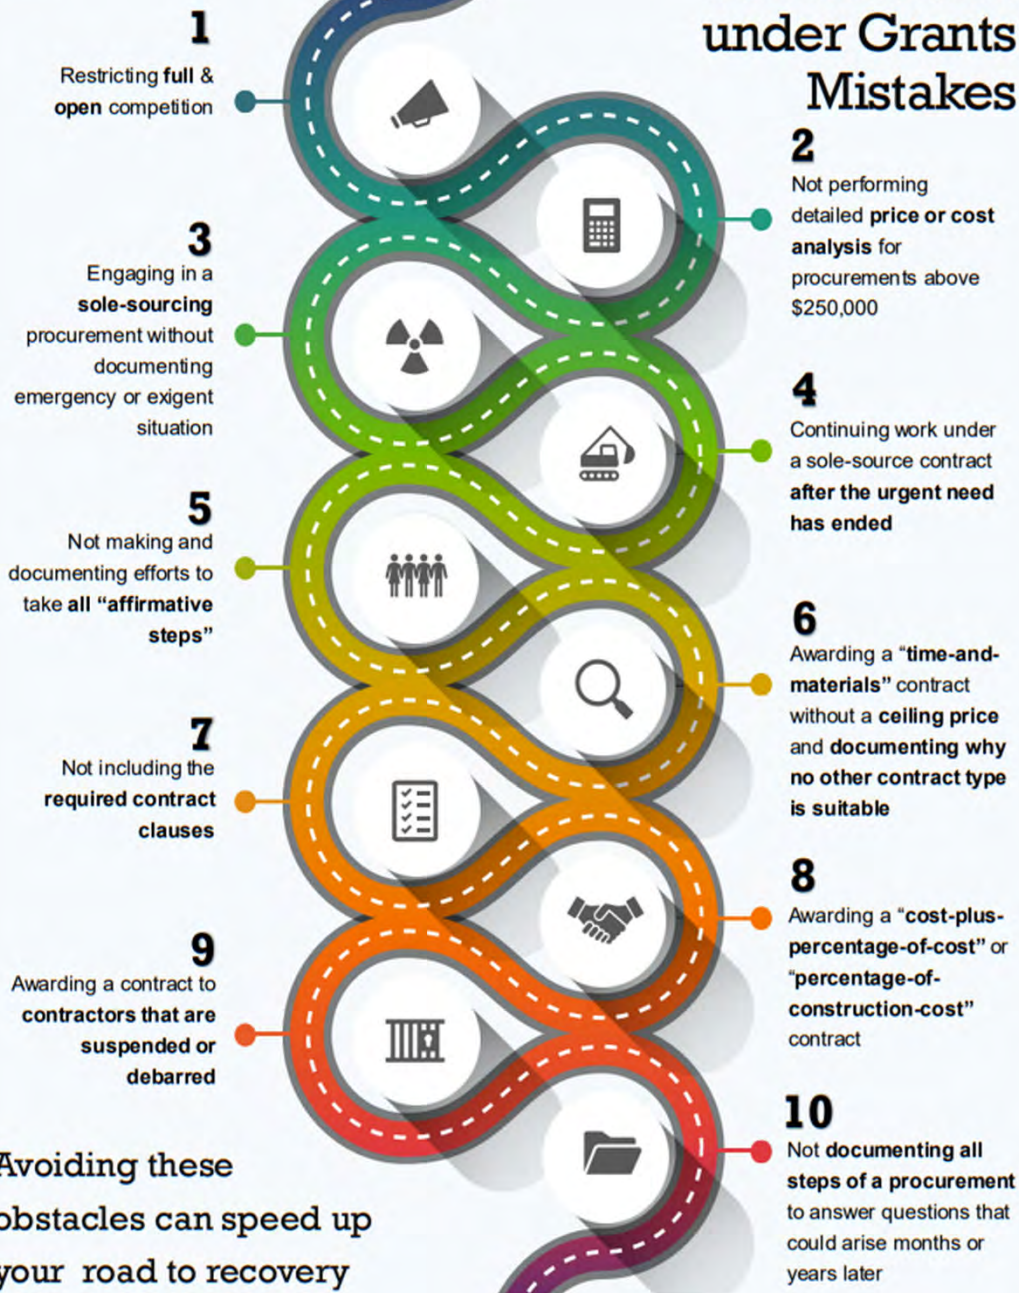 under Grants
Mistakes
1
Restricting full &
open competition
2
Not performing
detailed price or cost
analysis for
procurements above
$250,000
3
Engaging in a
sole-sourcing
procurement without
documenting
emergency or exigent
situation
4
Continuing work under
a sole-source contract
after the urgent need
has ended
5
Not making and
documenting efforts to
take all “affirmative
steps”
6
Awarding a “time-and-
materials” contract
without a ceiling price
and documenting why
no other contract type
is suitable
7
Not including the
required contract
clauses
8
Awarding a “cost-plus-
percentage-of-cost” or
“percentage-of-
construction-cost”
contract
9
Awarding a contract to
contractors that are
suspended or
debarred
10
Not documenting all
steps of a procurement
to answer questions that
could arise months or
years later
Avoiding these
obstacles can speed up
your road to recovery